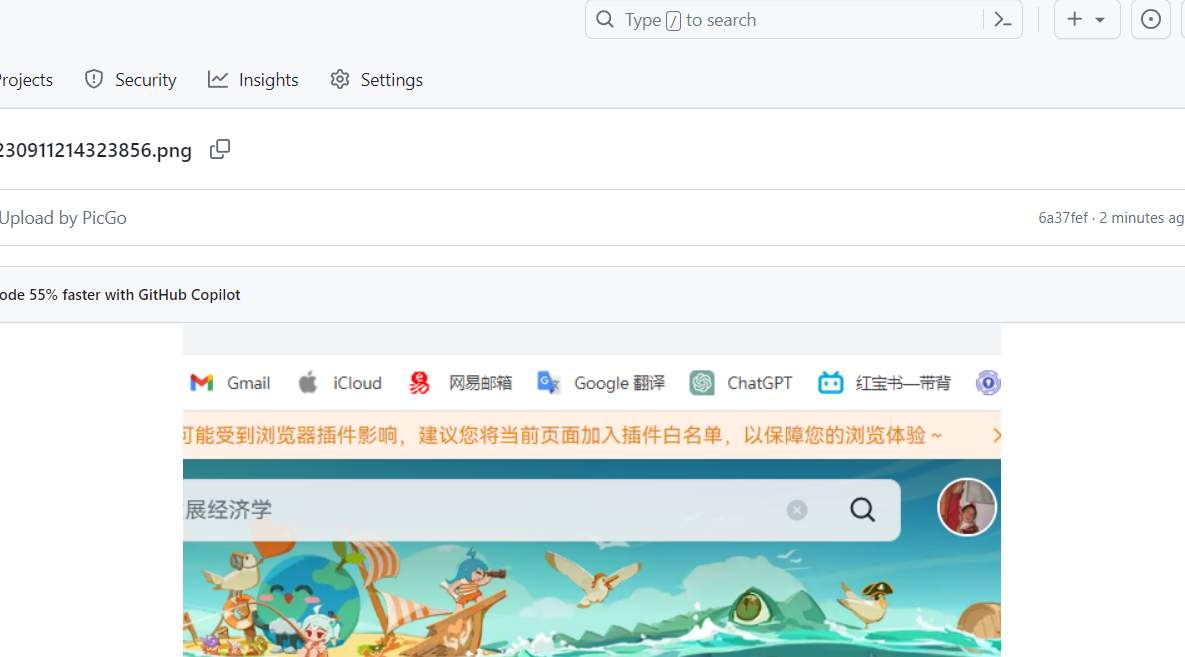 Type / to search
rojects Security Insights Settings
230911214323856.png
Upload by PicGo
6a37fef · 2 minutes ag
ode 55% faster with GitHub Copilot
Gmail iCloud 网易邮箱 Google 翻译 ChatGPT 红宝书—带背
可能受到浏览器插件影响，建议您将当前页面加入插件白名单，以保障您的浏览体验～
展经济学